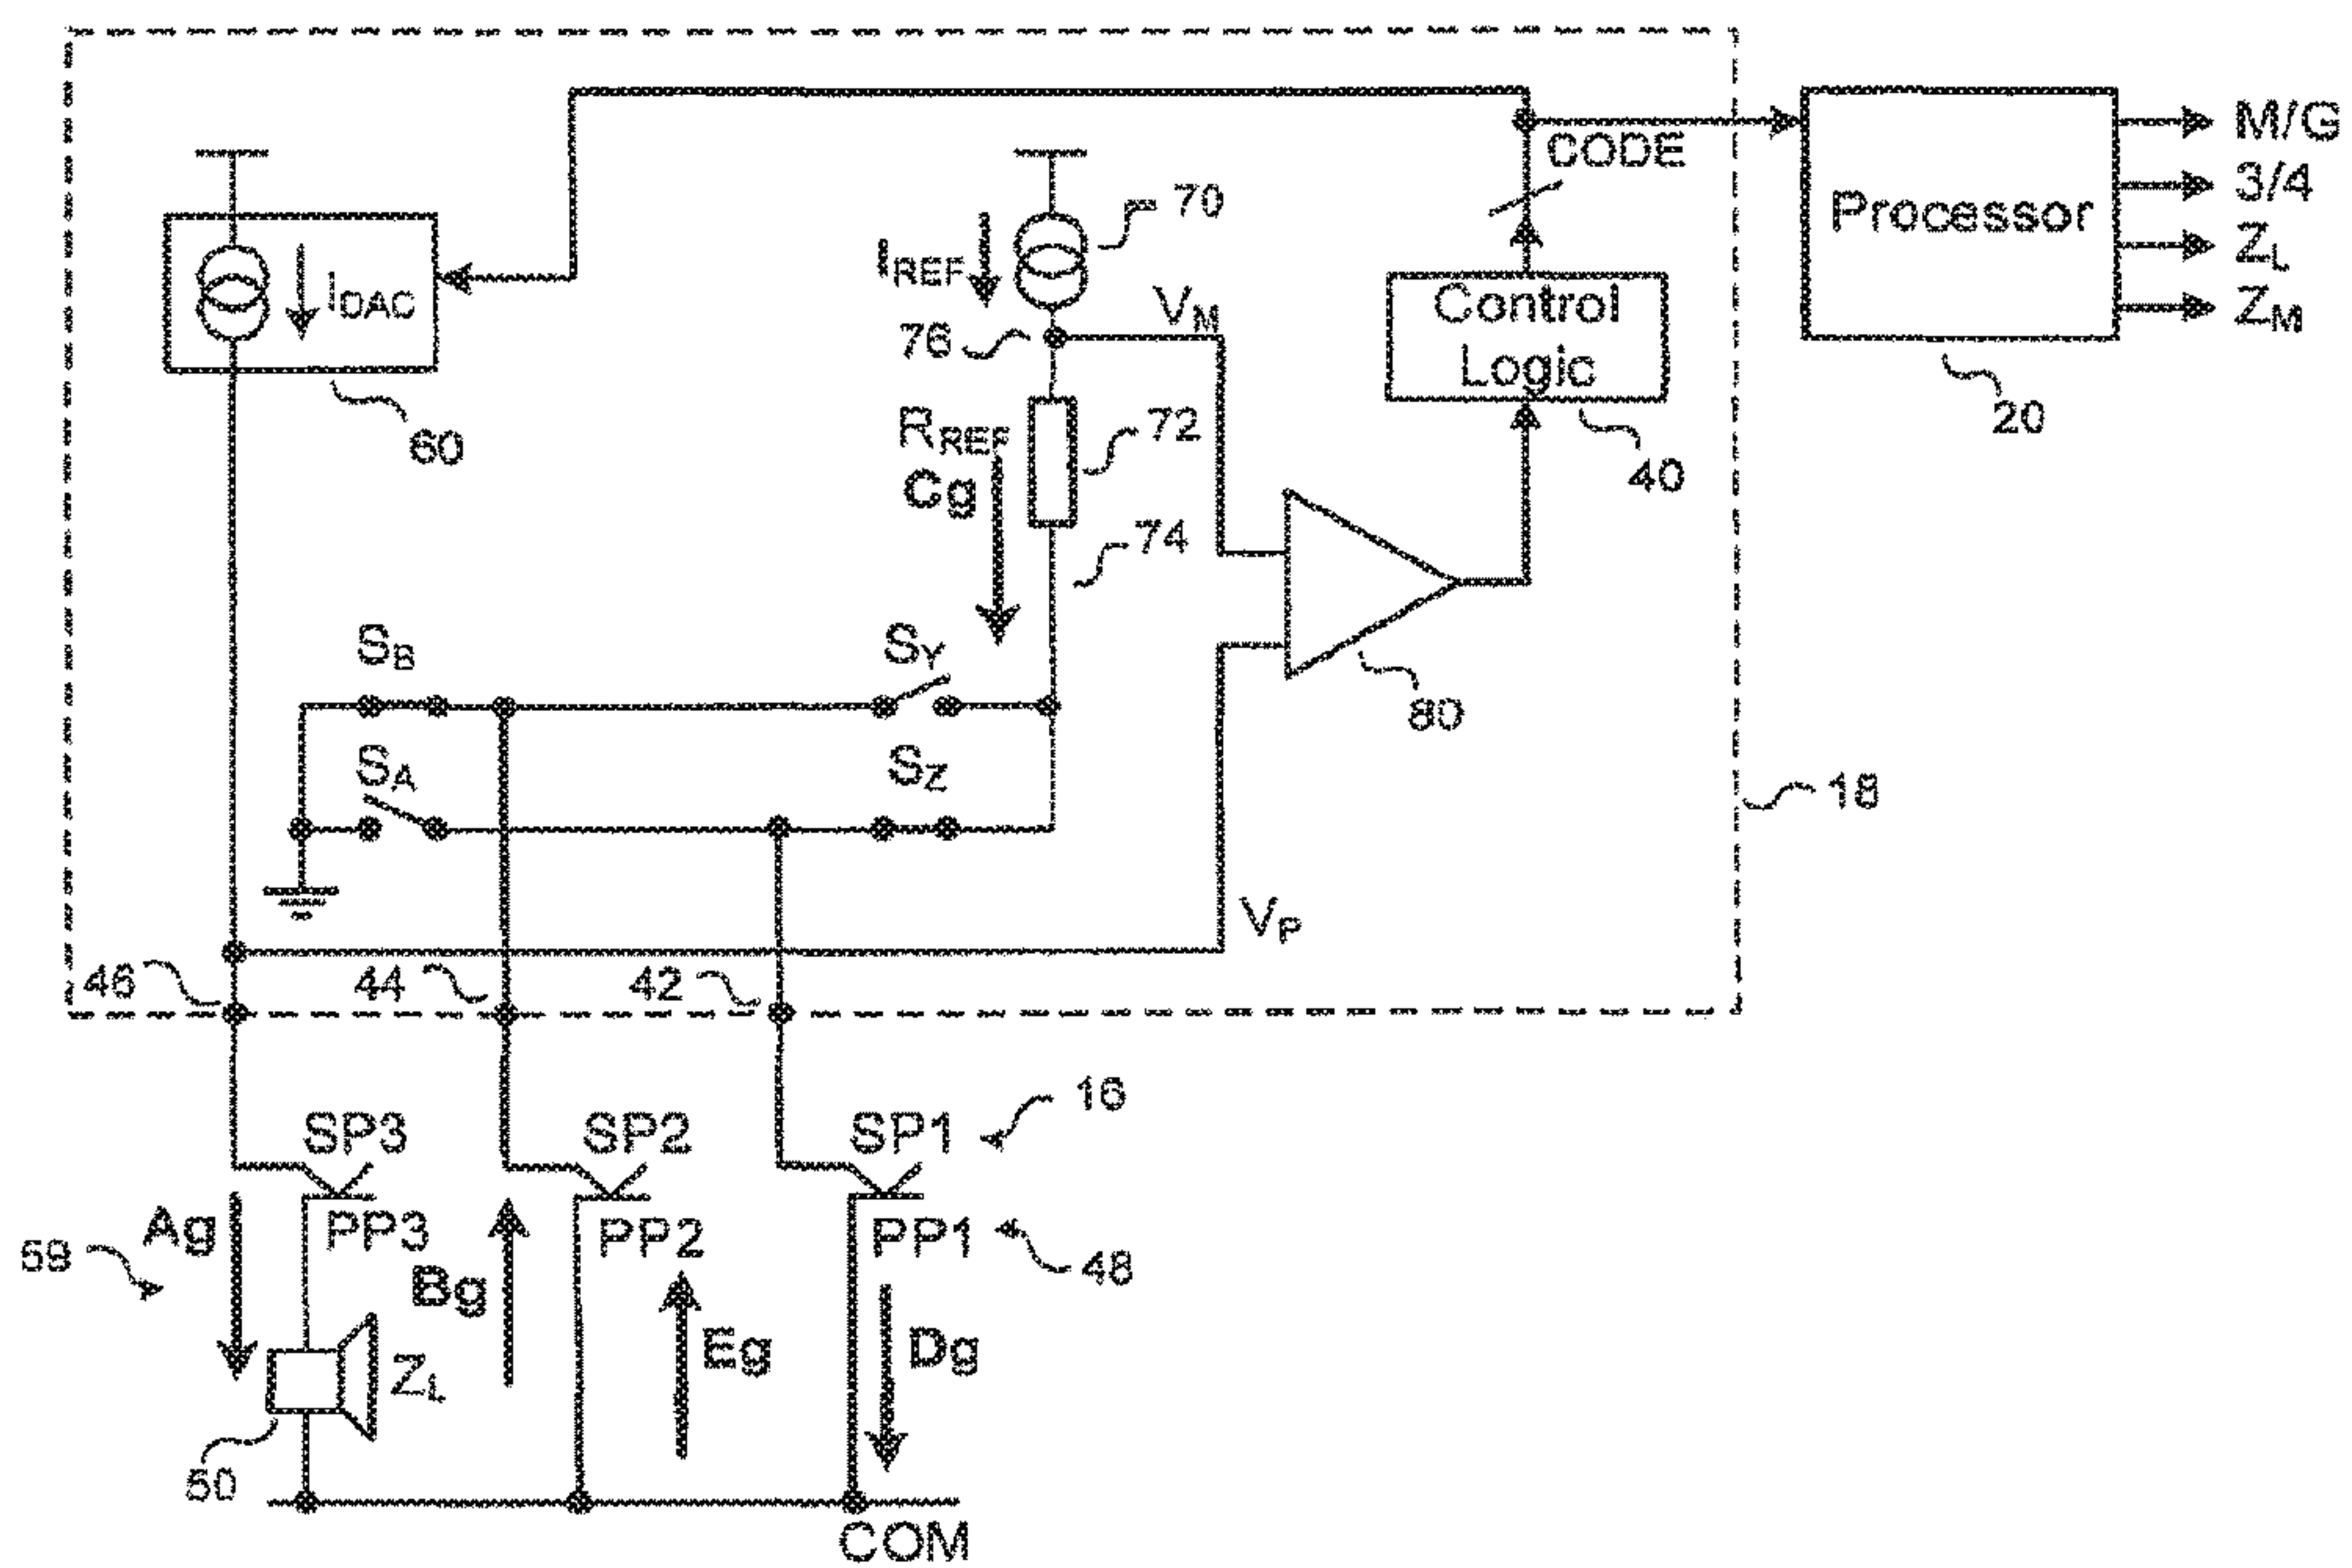 M/G
3/4
Z_L
Z_M
Processor
20
CODE
Control
Logic
40
I_DAC
60
I_REF
70
76
V_M
R_REF
72
Cg
74
80
S_B
S_Y
S_A
S_Z
18
V_P
46
44
42
SP3
SP2
SP1
16
PP3
PP2
PP1
48
59
Ag
Bg
Eg
Dg
Z_L
50
COM